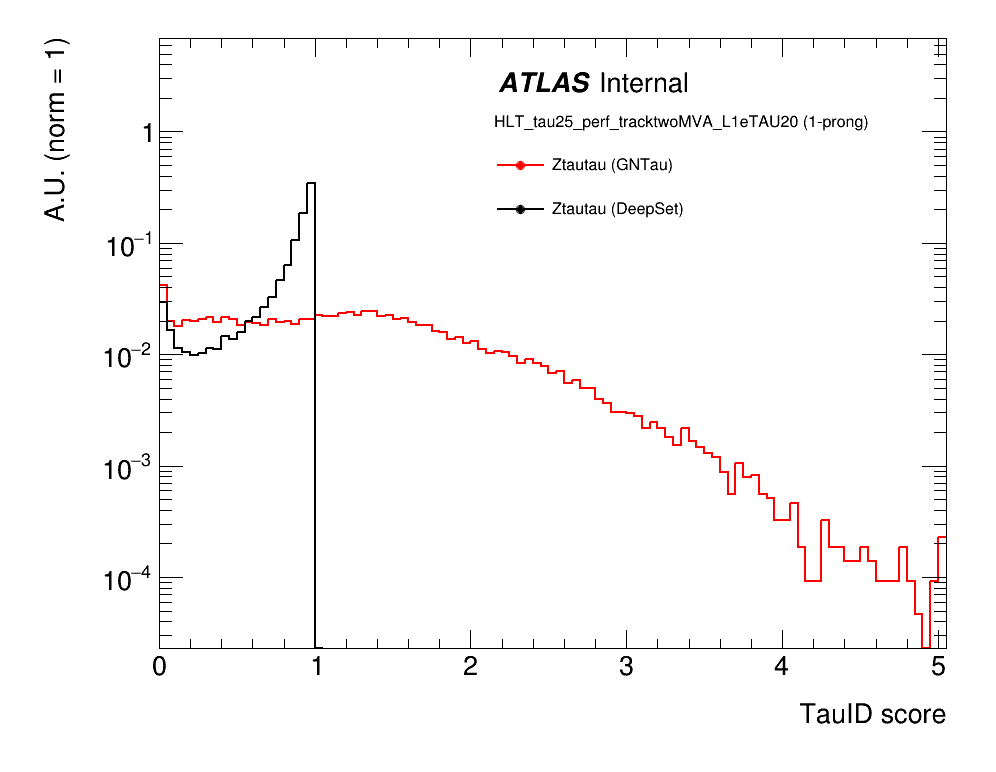 A.U. (norm = 1)
ATLAS Internal
HLT_tau25_perf_tracktwoMVA_L1eTAU20 (1-prong)
Ztautau (GNTau)
Ztautau (DeepSet)
1
10⁻¹
10⁻²
10⁻³
10⁻⁴
0 1 2 3 4 5
TauID score